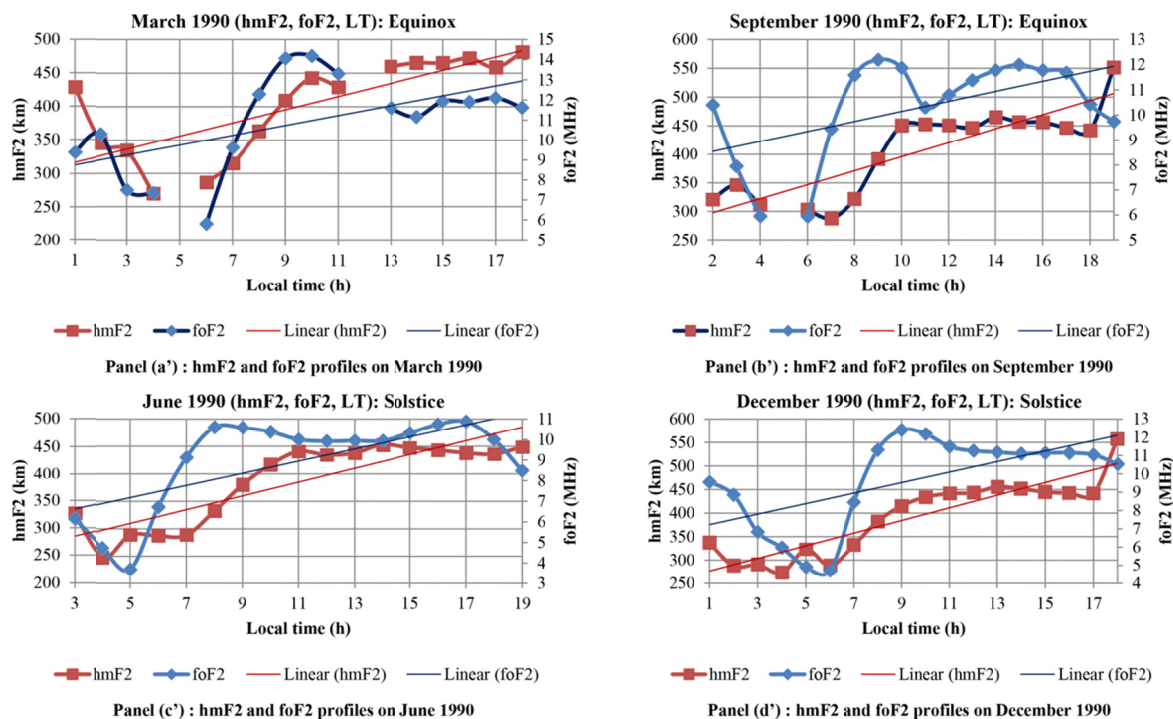 March 1990 (hmF2, foF2, LT): Equinox
500
450
400
350
300
250
200
hmF2 (km)
15
14
13
12
11
10
9
8
7
6
5
foF2 (MHz)
1 3 5 7 9 11 13 15 17
Local time (h)
hmF2 foF2 Linear (hmF2) Linear (foF2)
Panel (a') : hmF2 and foF2 profiles on March 1990
September 1990 (hmF2, foF2, LT): Equinox
600
550
500
450
400
350
300
250
hmF2 (km)
13
12
11
10
9
8
7
6
5
foF2 (MHz)
2 4 6 8 10 12 14 16 18
Local time (h)
hmF2 foF2 Linear (hmF2) Linear (foF2)
Panel (b') : hmF2 and foF2 profiles on September 1990
June 1990 (hmF2, foF2, LT): Solstice
500
450
400
350
300
250
200
hmF2 (km)
11
10
9
8
7
6
5
4
3
foF2 (MHz)
3 5 7 9 11 13 15 17 19
Local time (h)
hmF2 foF2 Linear (hmF2) Linear (foF2)
Panel (c') : hmF2 and foF2 profiles on June 1990
December 1990 (hmF2, foF2, LT): Solstice
600
550
500
450
400
350
300
250
hmF2 (km)
13
12
11
10
9
8
7
6
5
4
foF2 (MHz)
1 3 5 7 9 11 13 15 17
Local time (h)
hmF2 foF2 Linear (hmF2) Linear (foF2)
Panel (d') : hmF2 and foF2 profiles on December 1990